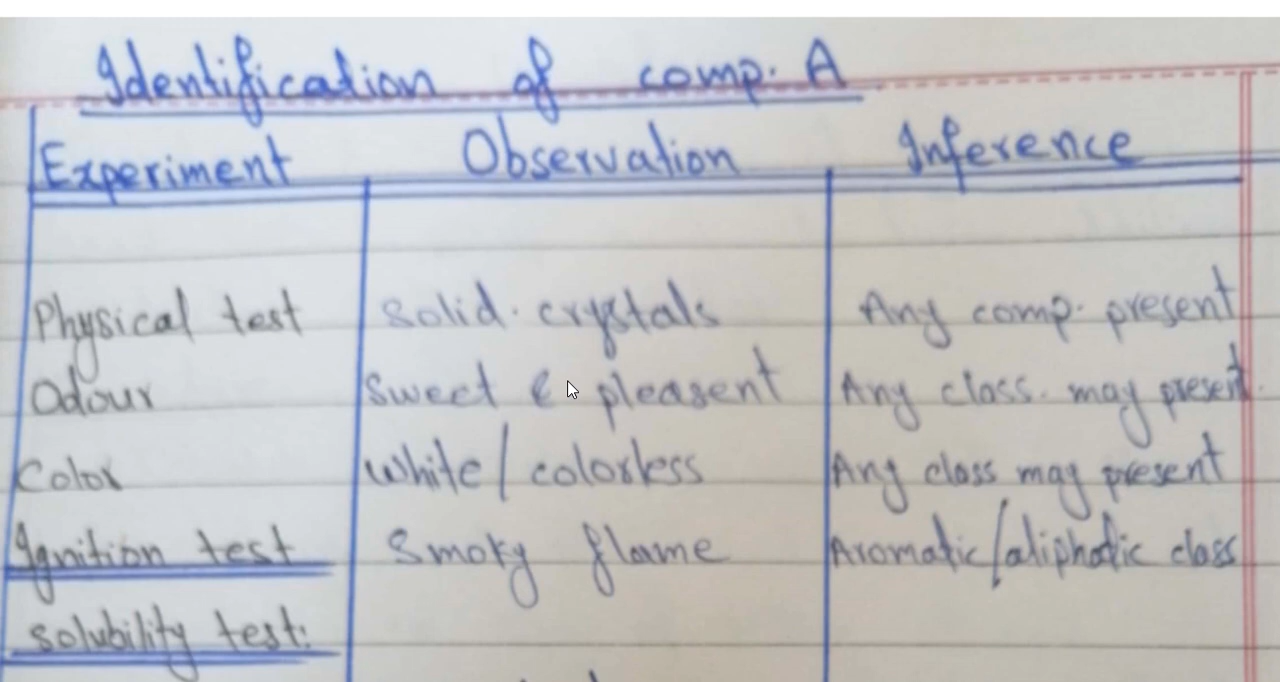 Identification of comp. A
Experiment Observation Inference
Physical test Solid. crystals Any comp. present
Odour Sweet & pleasent Any class. may present.
Color White/colorless Any class may present
Ignition test Smoky flame Aromatic/aliphatic class
Solubility test: